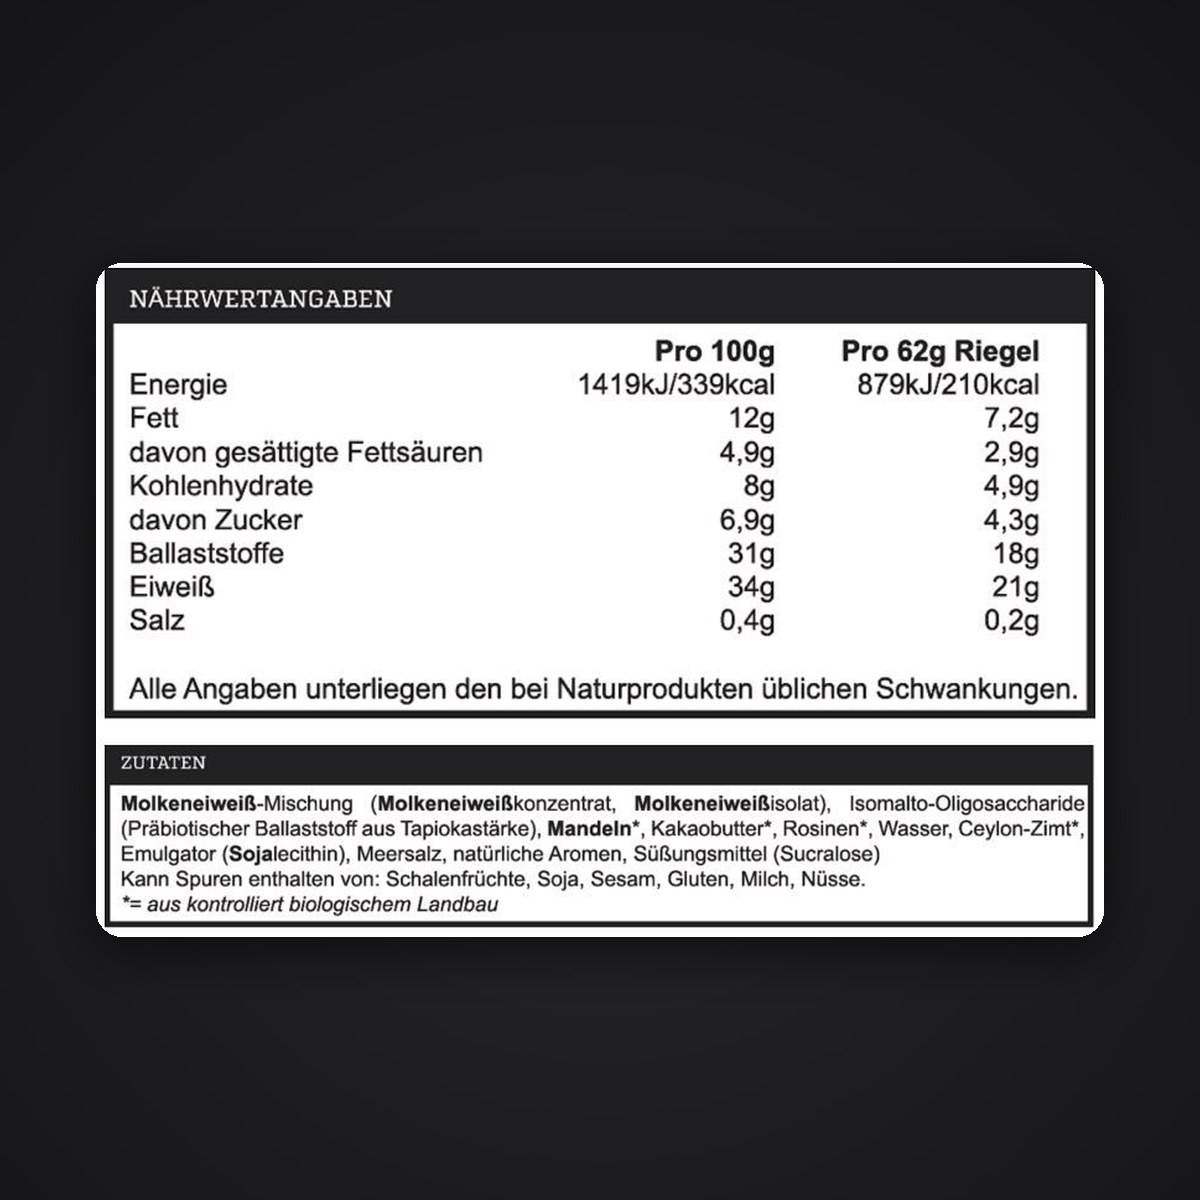 NÄHRWERTANGABEN
Pro 100g Pro 62g Riegel
Energie 1419kJ/339kcal 879kJ/210kcal
Fett 12g 7,2g
davon gesättigte Fettsäuren 4,9g 2,9g
Kohlenhydrate 8g 4,9g
davon Zucker 6,9g 4,3g
Ballaststoffe 31g 18g
Eiweiß 34g 21g
Salz 0,4g 0,2g
Alle Angaben unterliegen den bei Naturprodukten üblichen Schwankungen.
ZUTATEN
Molkeneiweiß-Mischung (Molkeneiweißkonzentrat, Molkeneiweißisolat), Isomalto-Oligosaccharide
(Präbiotischer Ballaststoff aus Tapiokastärke), Mandeln*, Kakaobutter*, Rosinen*, Wasser, Ceylon-Zimt*,
Emulgator (Sojalecithin), Meersalz, natürliche Aromen, Süßungsmittel (Sucralose)
Kann Spuren enthalten von: Schalenfrüchte, Soja, Sesam, Gluten, Milch, Nüsse.
*= aus kontrolliert biologischem Landbau